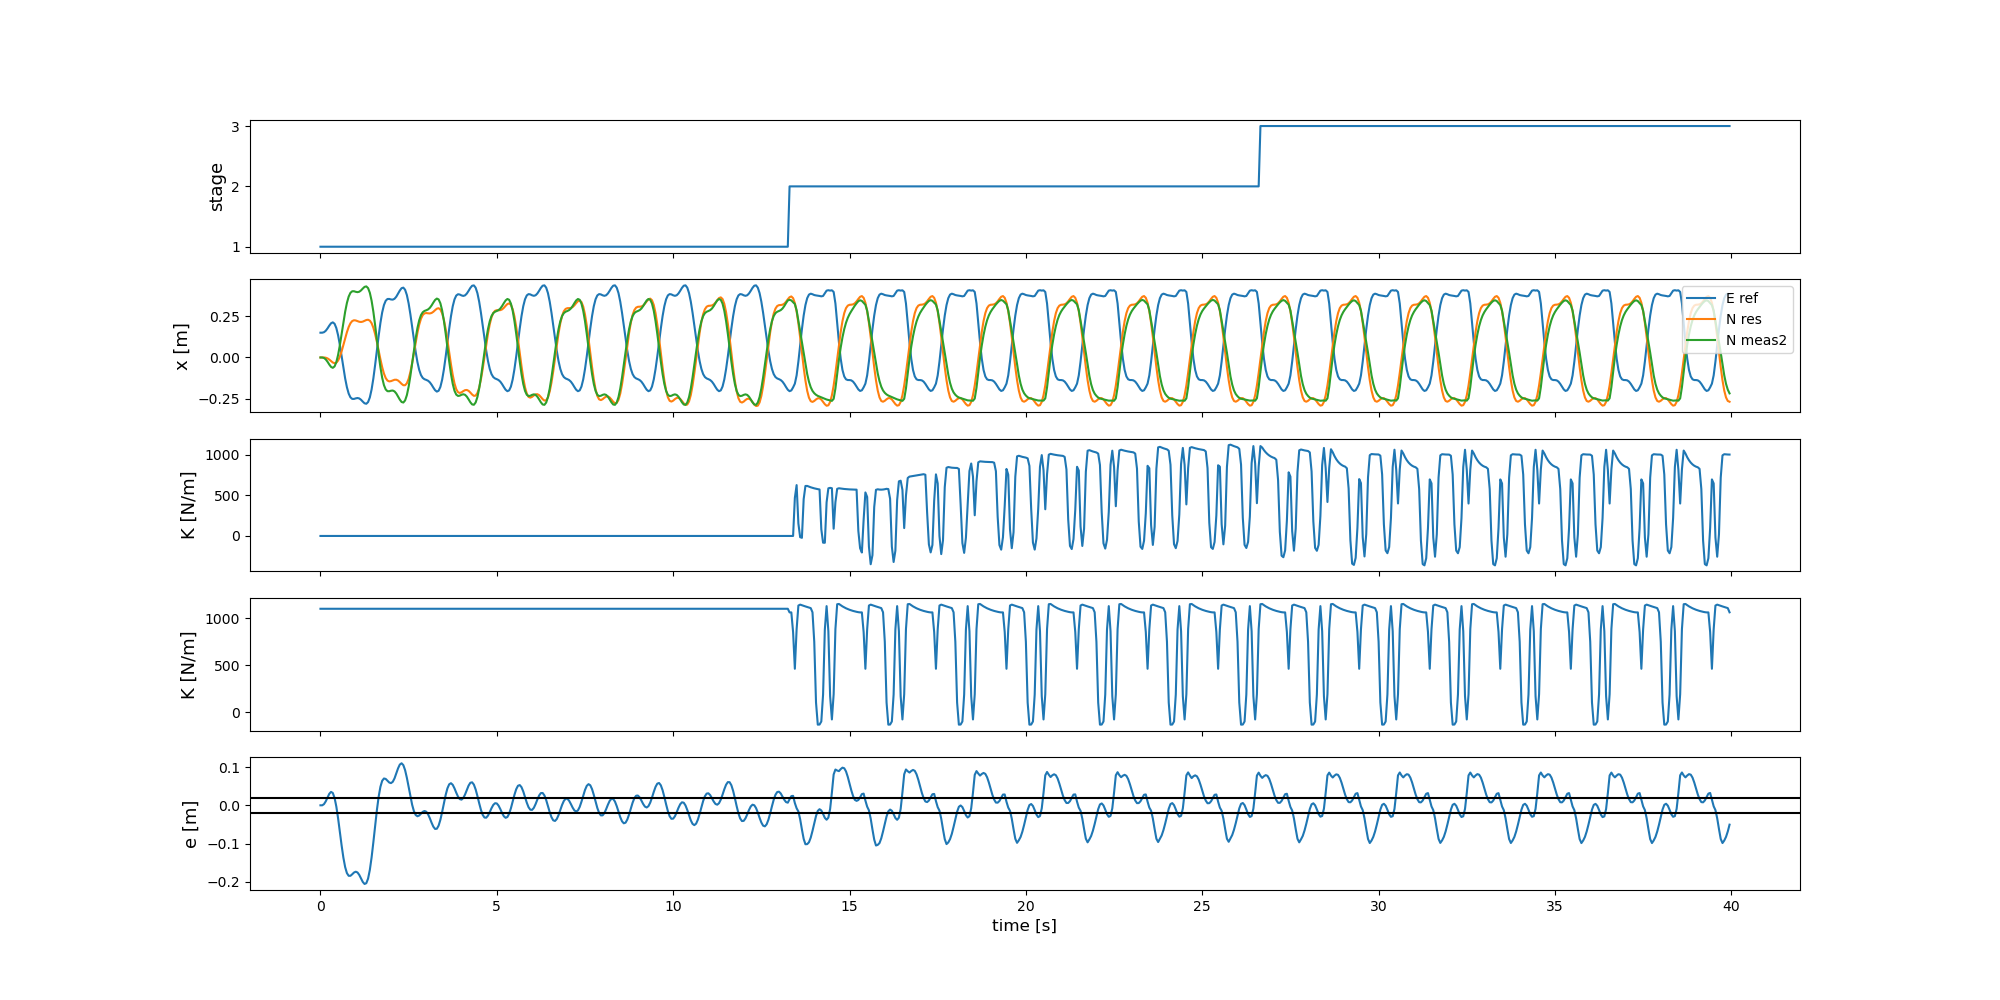 stage
3
2
1
x [m]
0.25
0.00
−0.25
E ref
N res
N meas2
K [N/m]
1000
500
0
K [N/m]
1000
500
0
e [m]
0.1
0.0
−0.1
−0.2
0 5 10 15 20 25 30 35 40
time [s]